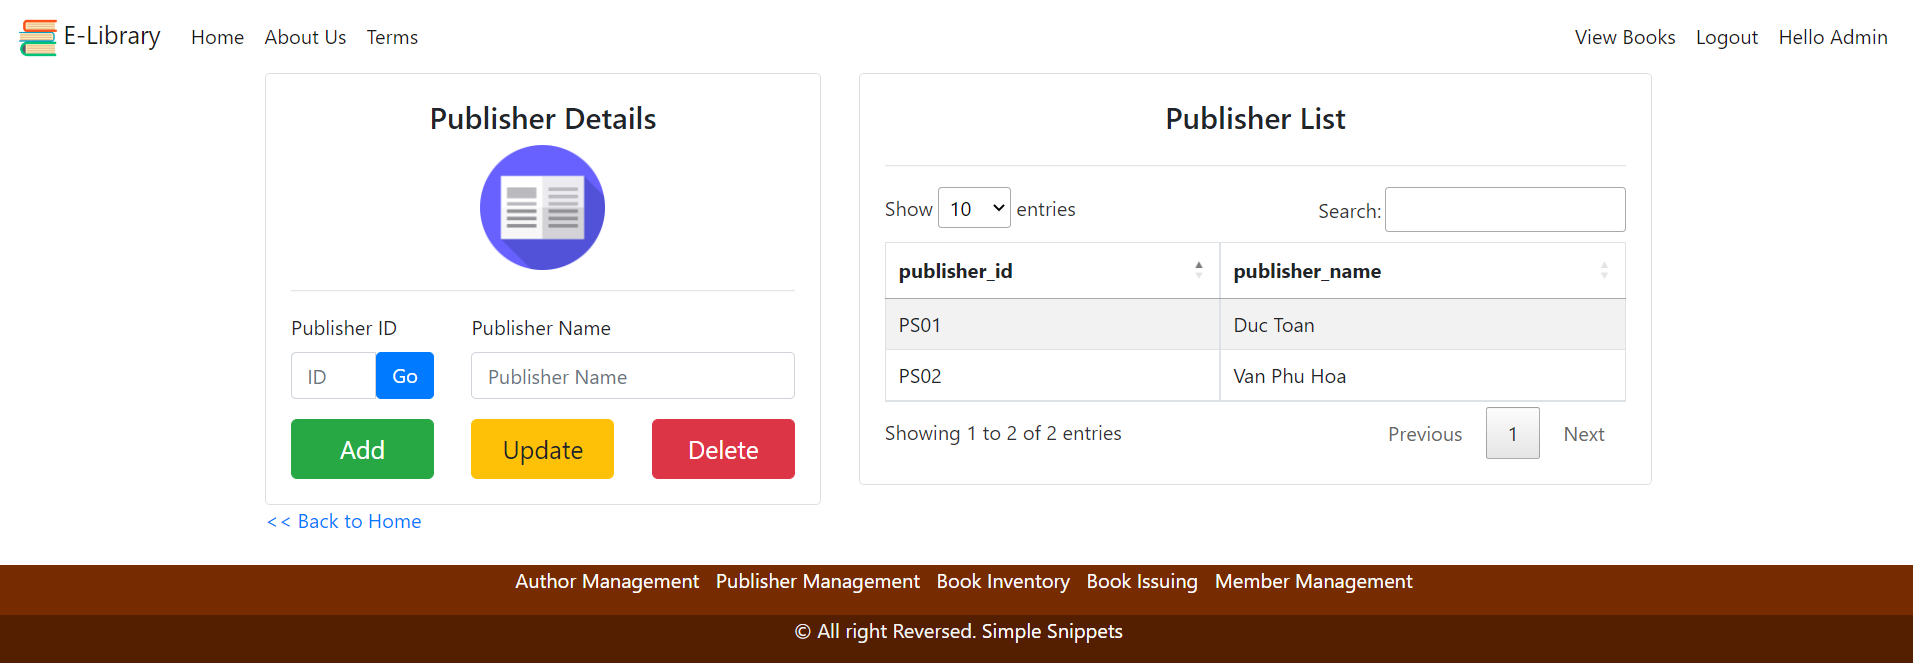 E-Library Home About Us Terms View Books Logout Hello Admin
Publisher Details
Publisher ID Publisher Name
ID Go Publisher Name
Add Update Delete
<< Back to Home
Publisher List
Show 10 entries Search:
publisher_id publisher_name
PS01 Duc Toan
PS02 Van Phu Hoa
Showing 1 to 2 of 2 entries Previous 1 Next
Author Management Publisher Management Book Inventory Book Issuing Member Management
© All right Reversed. Simple Snippets